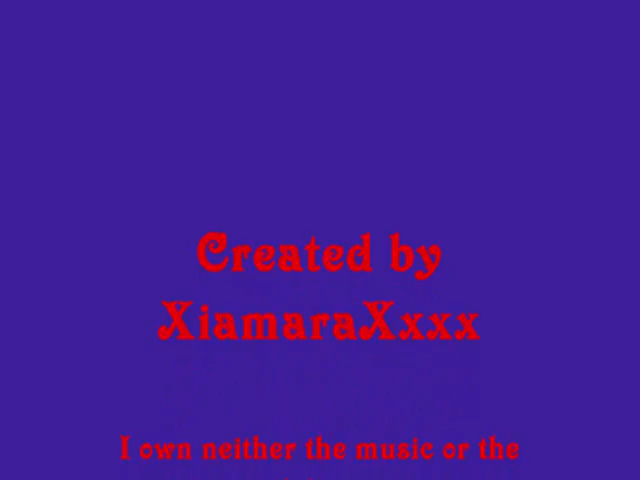 Created by
XiamaraXxxx
I own neither the music or the